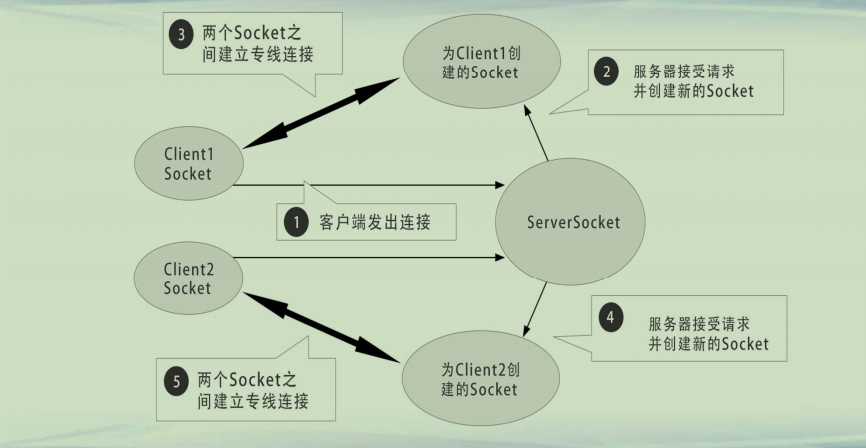 3 两个Socket之
间建立专线连接
为Client1创
建的Socket
2 服务器接受请求
并创建新的Socket
Client1
Socket
1 客户端发出连接
ServerSocket
Client2
Socket
4 服务器接受请求
并创建新的Socket
5 两个Socket之
间建立专线连接
为Client2创
建的Socket